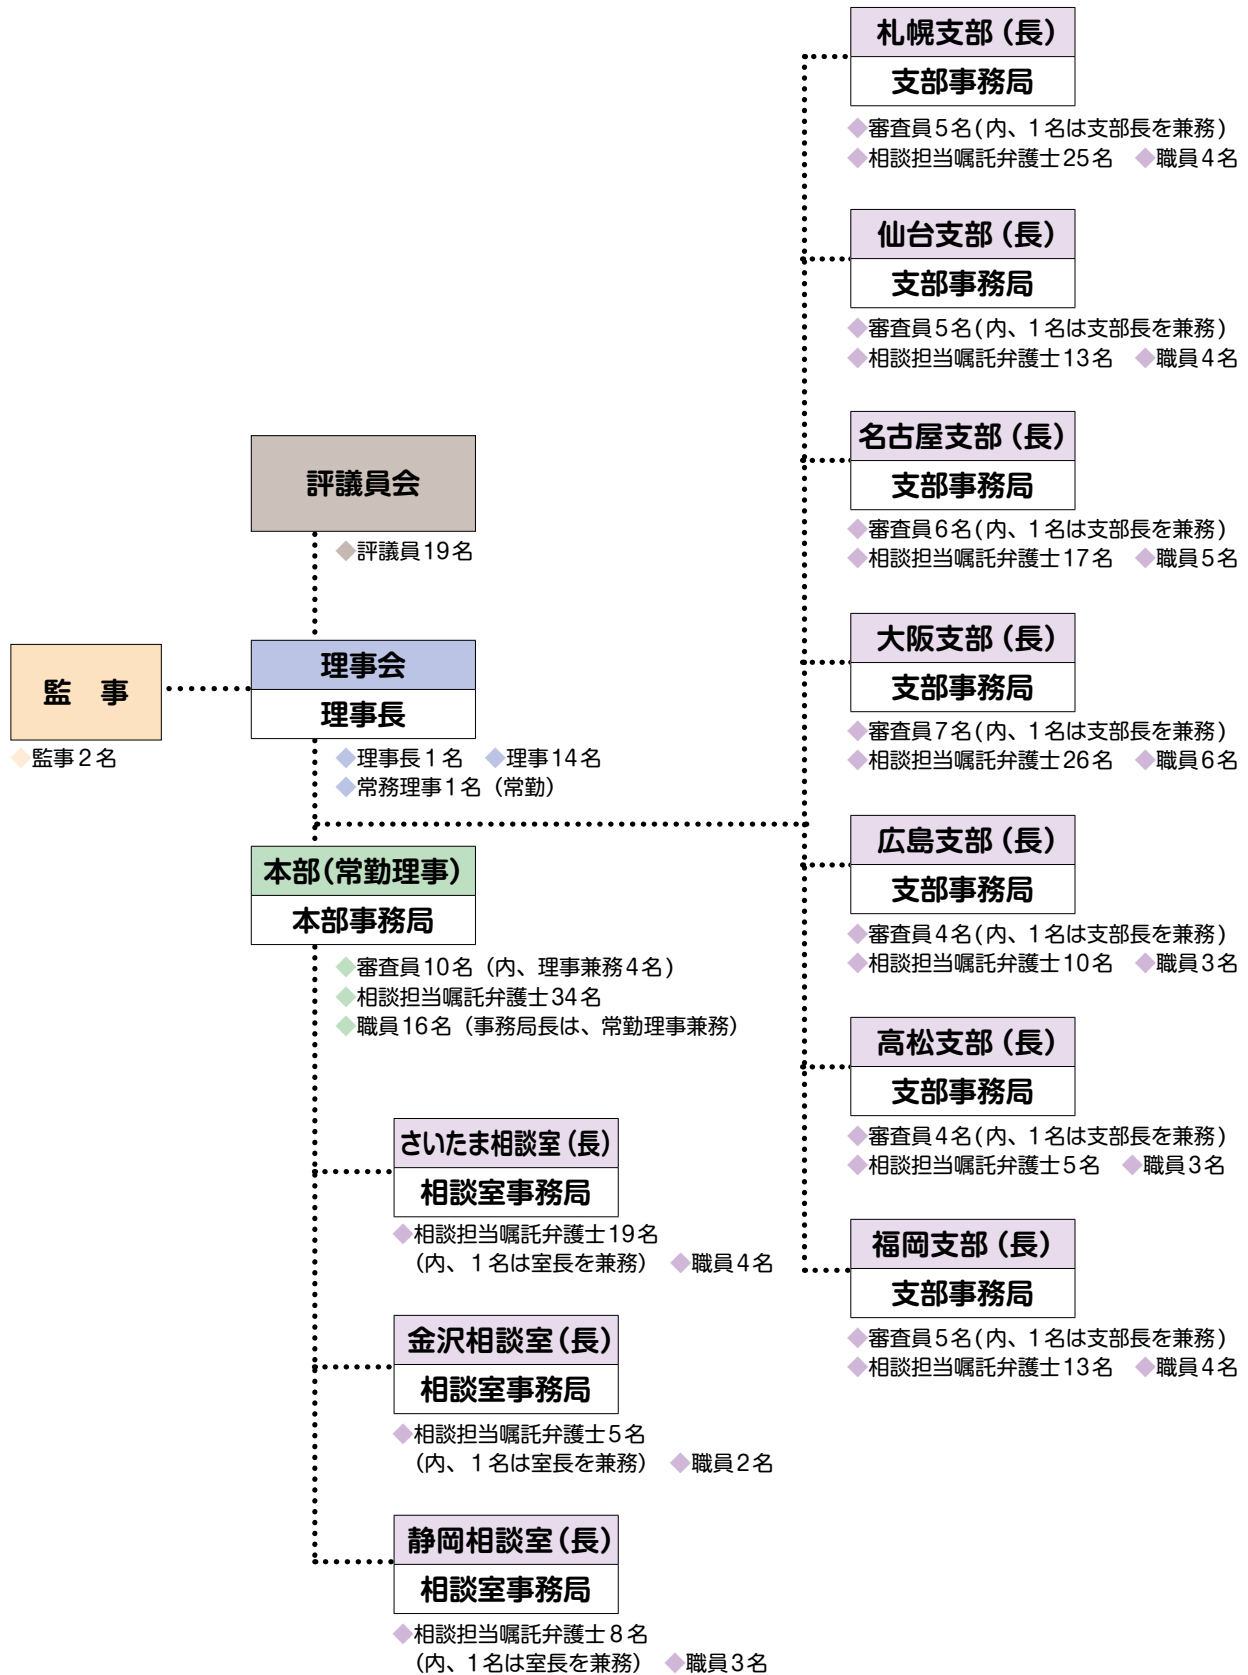 評議員会
◆評議員19名
監　事
◆監事2名
理事会
理事長
◆理事長1名　◆理事14名
◆常務理事1名（常勤）
本部(常勤理事)
本部事務局
◆審査員10名（内、理事兼務4名）
◆相談担当嘱託弁護士34名
◆職員16名（事務局長は、常勤理事兼務）
さいたま相談室(長)
相談室事務局
◆相談担当嘱託弁護士19名
（内、1名は室長を兼務）　◆職員4名
金沢相談室(長)
相談室事務局
◆相談担当嘱託弁護士5名
（内、1名は室長を兼務）　◆職員2名
静岡相談室(長)
相談室事務局
◆相談担当嘱託弁護士8名
（内、1名は室長を兼務）　◆職員3名
札幌支部（長）
支部事務局
◆審査員5名(内、1名は支部長を兼務)
◆相談担当嘱託弁護士25名　◆職員4名
仙台支部（長）
支部事務局
◆審査員5名(内、1名は支部長を兼務)
◆相談担当嘱託弁護士13名　◆職員4名
名古屋支部（長）
支部事務局
◆審査員6名(内、1名は支部長を兼務)
◆相談担当嘱託弁護士17名　◆職員5名
大阪支部（長）
支部事務局
◆審査員7名(内、1名は支部長を兼務)
◆相談担当嘱託弁護士26名　◆職員6名
広島支部（長）
支部事務局
◆審査員4名(内、1名は支部長を兼務)
◆相談担当嘱託弁護士10名　◆職員3名
高松支部（長）
支部事務局
◆審査員4名(内、1名は支部長を兼務)
◆相談担当嘱託弁護士5名　◆職員3名
福岡支部（長）
支部事務局
◆審査員5名(内、1名は支部長を兼務)
◆相談担当嘱託弁護士13名　◆職員4名